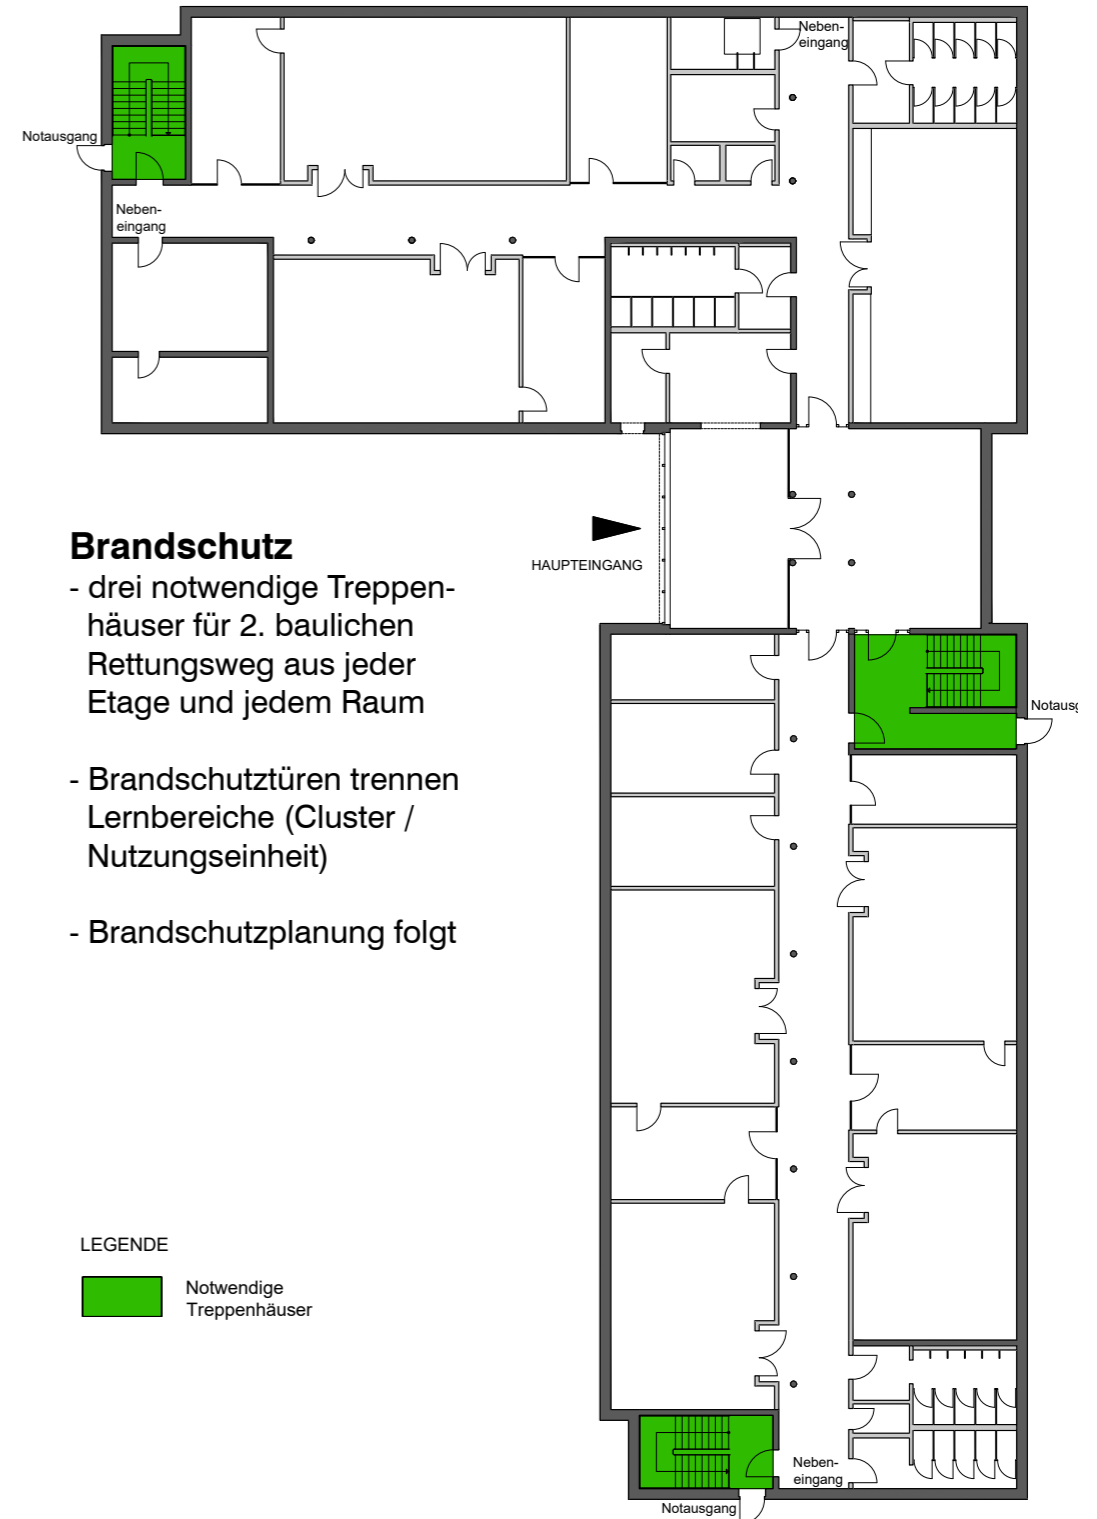 Neben-
eingang
Notausgang
Neben-
eingang
HAUPTEINGANG
Brandschutz
- drei notwendige Treppen-
häuser für 2. baulichen
Rettungsweg aus jeder
Etage und jedem Raum
Notausg
- Brandschutztüren trennen
Lernbereiche (Cluster /
Nutzungseinheit)
- Brandschutzplanung folgt
LEGENDE
Notwendige
Treppenhäuser
Neben-
eingang
Notausgang